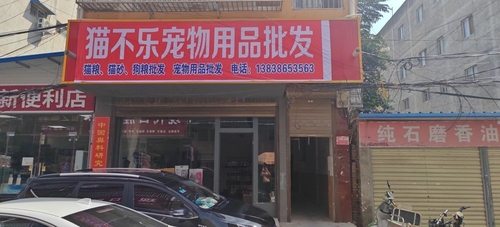 猫不乐宠物用品批发
猫粮、猫砂、狗粮批发 宠物用品批发 电话 13838653563
新便利店
纯石磨香油